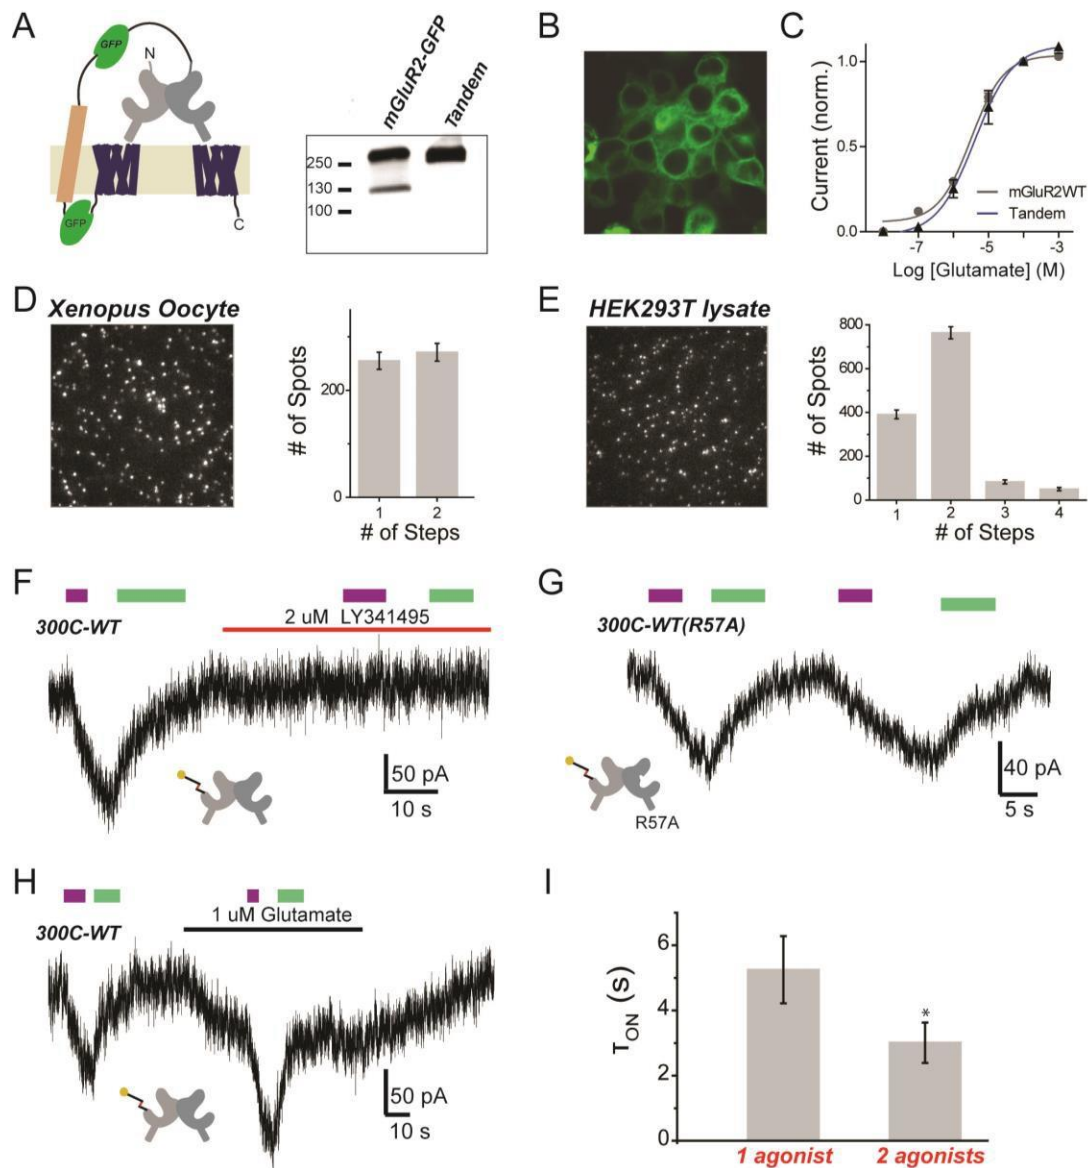 A
GFP
N
GFP
C
mGluR2-GFP
Tandem
250
130
100
B
C
Current (norm.)
1.0
0.5
0.0
mGluR2WT
Tandem
-7
-5
-3
Log [Glutamate] (M)
D
Xenopus Oocyte
# of Spots
200
0
1
2
# of Steps
E
HEK293T lysate
# of Spots
800
600
400
200
0
1
2
3
4
# of Steps
F
300C-WT
2 uM LY341495
50 pA
10 s
G
300C-WT(R57A)
R57A
40 pA
5 s
H
300C-WT
1 uM Glutamate
50 pA
10 s
I
TON (s)
6
4
2
0
*
1 agonist
2 agonists